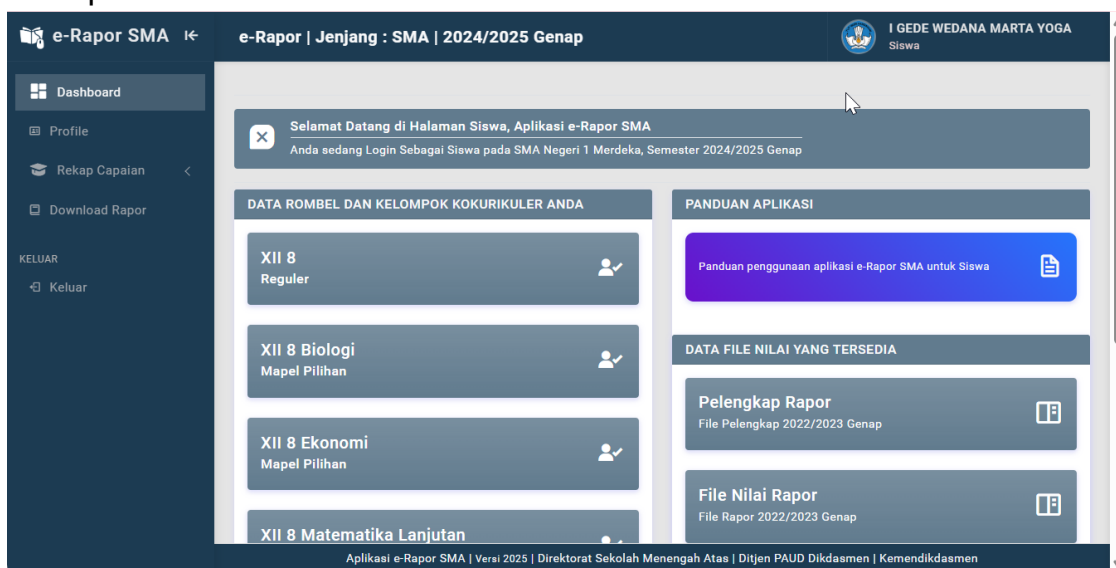 e-Rapor SMA
e-Rapor | Jenjang : SMA | 2024/2025 Genap
I GEDE WEDANA MARTA YOGA
Siswa
Dashboard
Profile
Rekap Capaian
Download Rapor
KELUAR
Keluar
Selamat Datang di Halaman Siswa, Aplikasi e-Rapor SMA
Anda sedang Login Sebagai Siswa pada SMA Negeri 1 Merdeka, Semester 2024/2025 Genap
DATA ROMBEL DAN KELOMPOK KOKURIKULER ANDA
XII 8
Reguler
XII 8 Biologi
Mapel Pilihan
XII 8 Ekonomi
Mapel Pilihan
XII 8 Matematika Lanjutan
PANDUAN APLIKASI
Panduan penggunaan aplikasi e-Rapor SMA untuk Siswa
DATA FILE NILAI YANG TERSEDIA
Pelengkap Rapor
File Pelengkap 2022/2023 Genap
File Nilai Rapor
File Rapor 2022/2023 Genap
Aplikasi e-Rapor SMA | Versi 2025 | Direktorat Sekolah Menengah Atas | Ditjen PAUD Dikdasmen | Kemendikdasmen